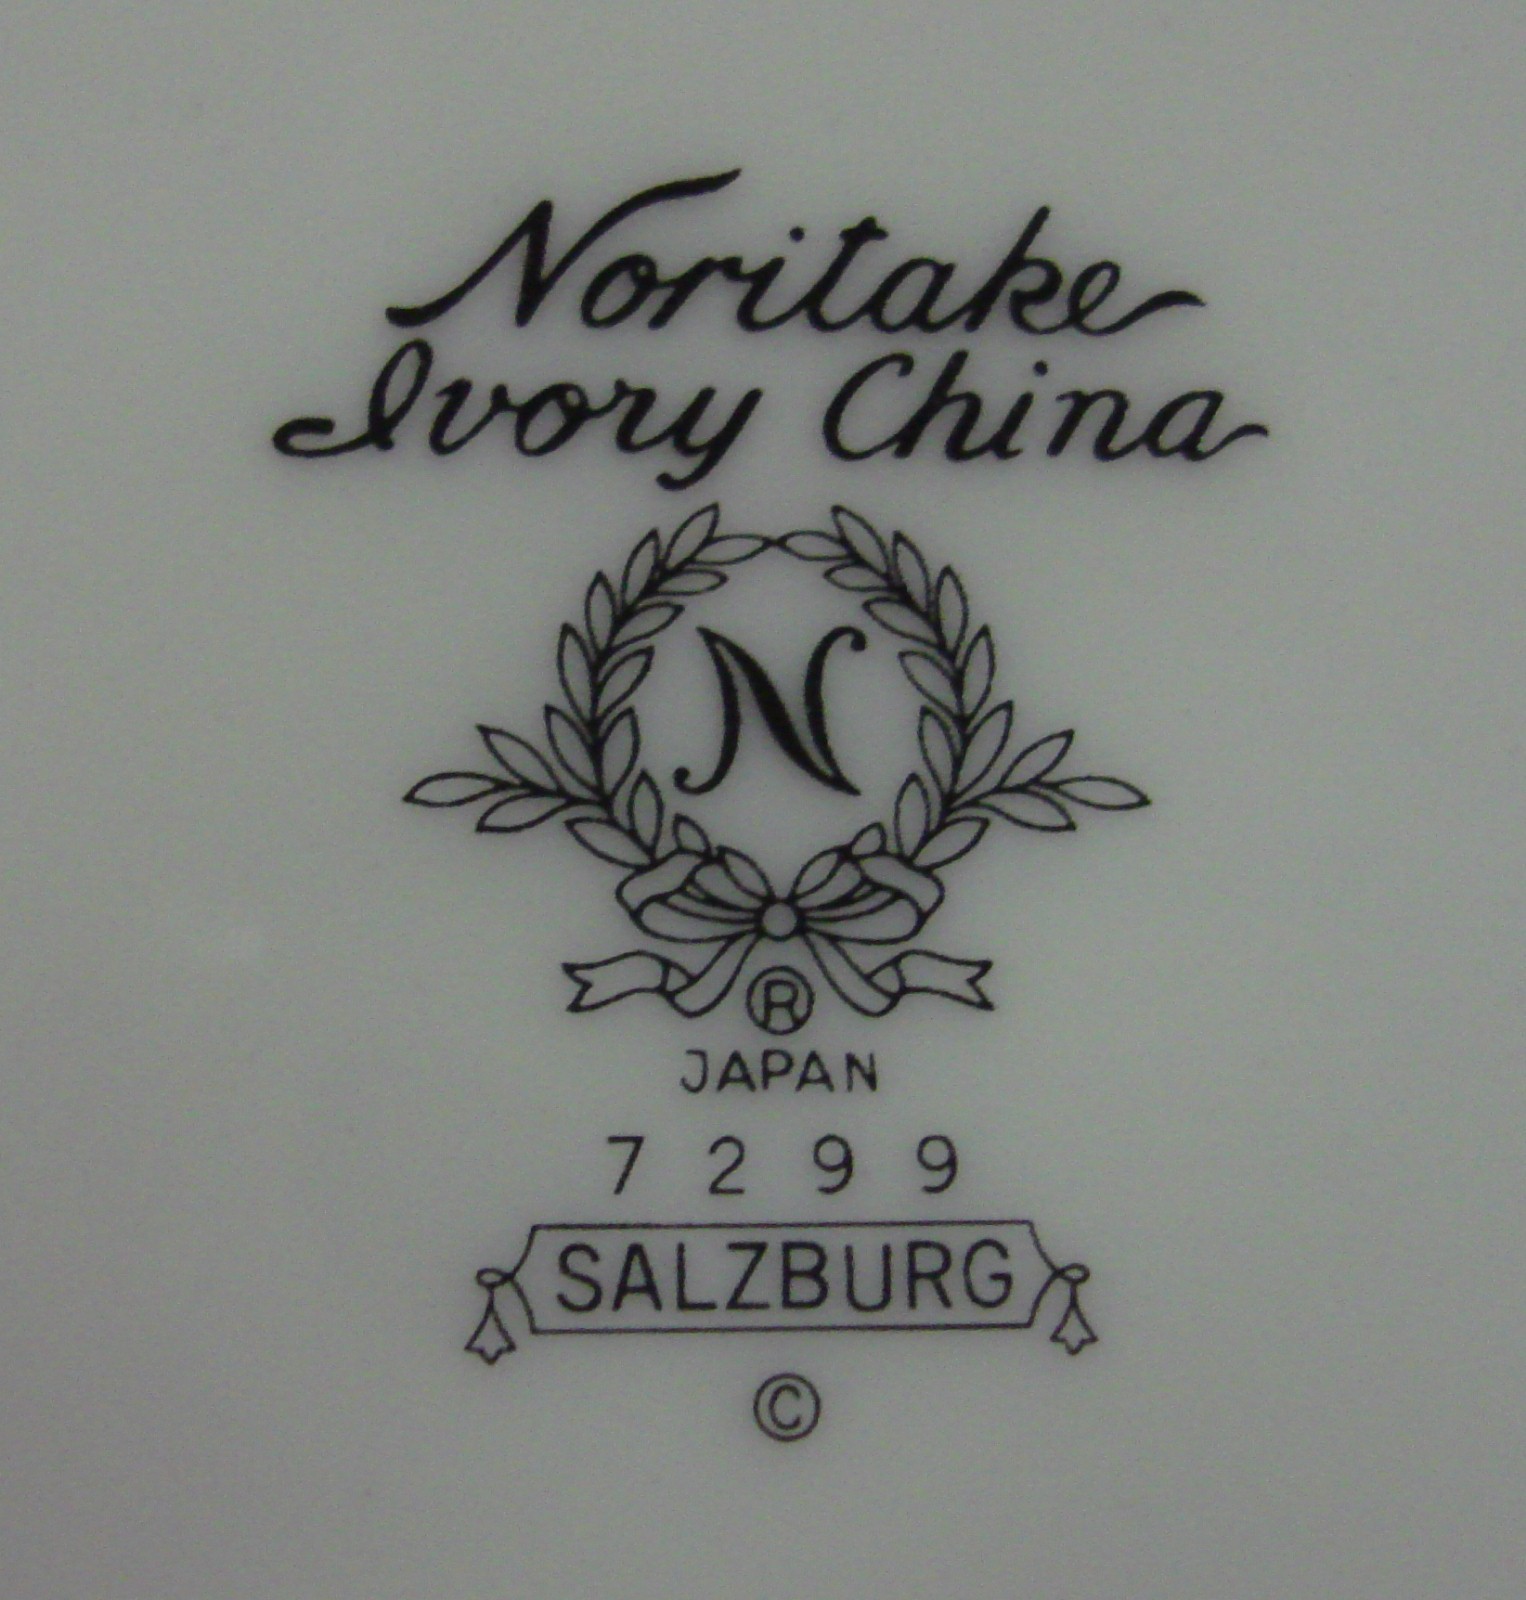 Noritake
Ivory China
N
®
JAPAN
7299
SALZBURG
©